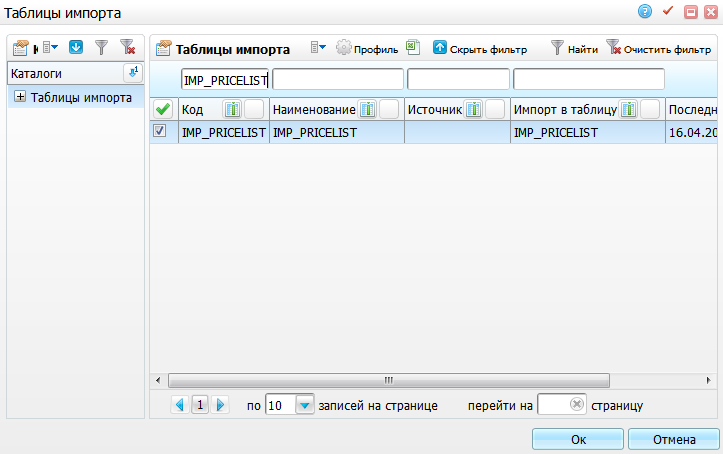 Таблицы импорта
К
Таблицы импорта Профиль Скрыть фильтр Найти Очистить фильтр
Каталоги
Таблицы импорта
IMP_PRICELIST
Код Наименование Источник Импорт в таблицу Последн
IMP_PRICELIST IMP_PRICELIST IMP_PRICELIST 16.04.20
1 по 10 записей на странице перейти на страницу
Ок Отмена